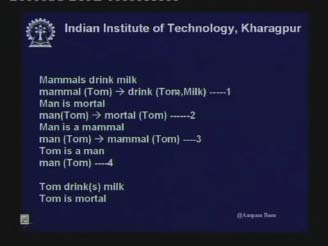 Indian Institute of Technology, Kharagpur
Mammals drink milk
mammal (Tom) → drink (Tom,Milk) -----1
Man is mortal
man(Tom) → mortal (Tom) ------2
Man is a mammal
man (Tom) → mammal (Tom) ----3
Tom is a man
man (Tom) ----4
Tom drink(s) milk
Tom is mortal
@Anupam Basu